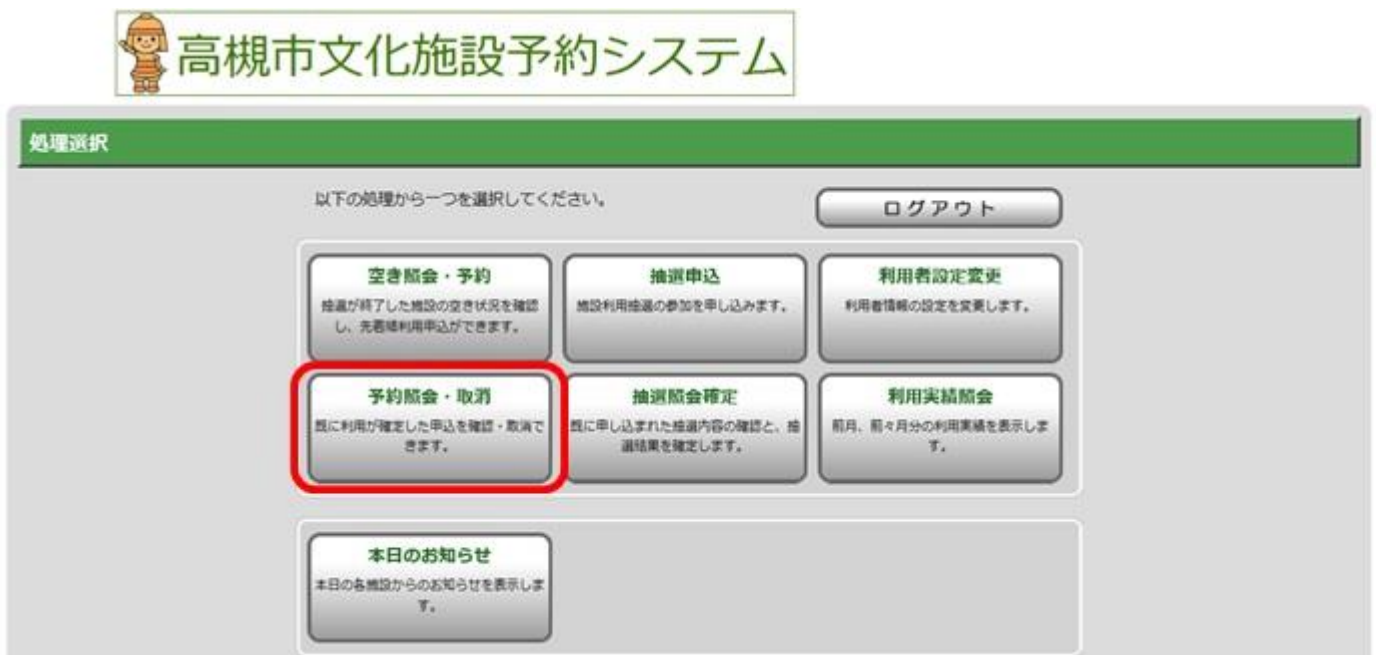 高槻市文化施設予約システム
処理選択
以下の処理から一つを選択してください。
ログアウト
空き照会・予約
抽選が終了した施設の空き状況を確認
し、先着順利用申込ができます。
抽選申込
施設利用抽選の参加を申し込みます。
利用者設定変更
利用者情報の設定を変更します。
予約照会・取消
既に利用が確定した申込を確認・取消で
きます。
抽選照会確定
既に申し込まれた抽選内容の確認と、抽
選結果を確定します。
利用実績照会
前月、前々月分の利用実績を表示しま
す。
本日のお知らせ
本日の各施設からのお知らせを表示しま
す。